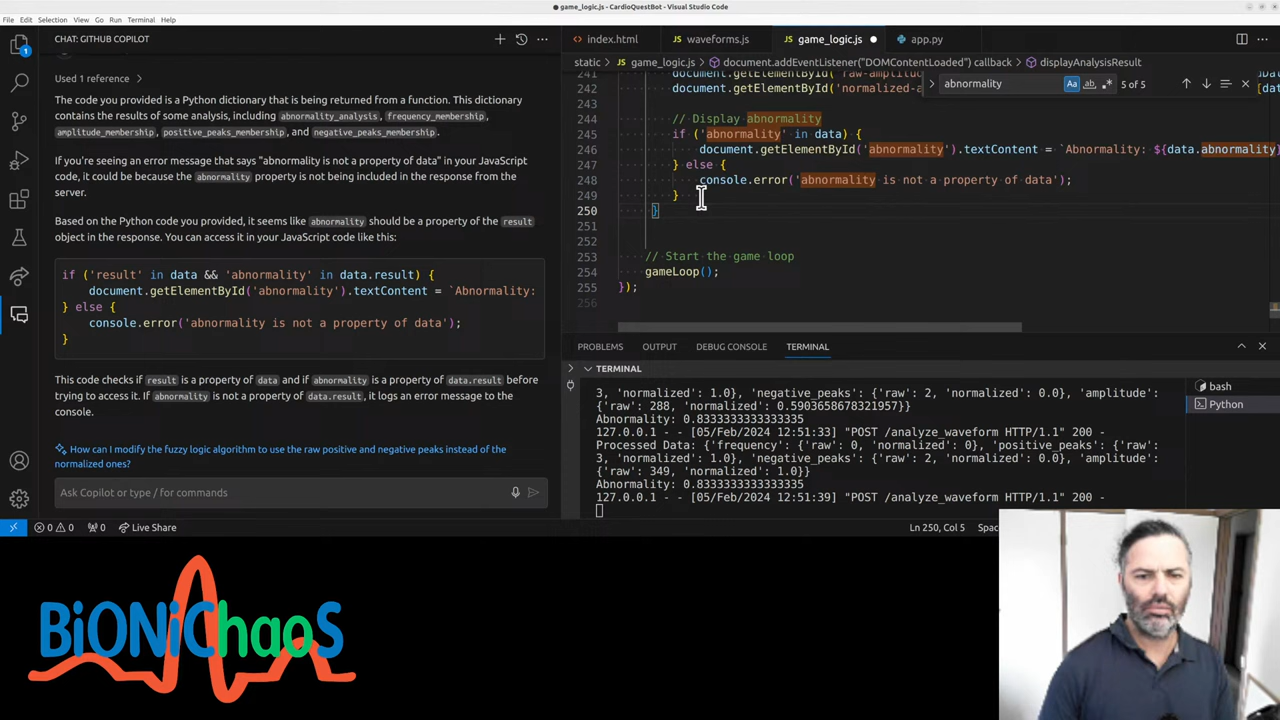 game_logic.js - CardioQuestBot - Visual Studio Code
File Edit Selection View Go Run Terminal Help
CHAT: GITHUB COPILOT
index.html waveforms.js game_logic.js app.py
static > game_logic.js > document.addEventListener("DOMContentLoaded") callback > displayAnalysisResult
abnormality Aa ab 5 of 5
Used 1 reference
The code you provided is a Python dictionary that is being returned from a function. This dictionary
contains the results of some analysis, including abnormality_analysis, frequency_membership,
amplitude_membership, positive_peaks_membership, and negative_peaks_membership.
If you're seeing an error message that says "abnormality is not a property of data" in your JavaScript
code, it could be because the abnormality property is not being included in the response from the
server.
Based on the Python code you provided, it seems like abnormality should be a property of the result
object in the response. You can access it in your JavaScript code like this:
if ('result' in data && 'abnormality' in data.result) {
document.getElementById('abnormality').textContent = `Abnormality:
} else {
console.error('abnormality is not a property of data');
}
This code checks if result is a property of data and if abnormality is a property of data.result before
trying to access it. If abnormality is not a property of data.result, it logs an error message to the
console.
How can I modify the fuzzy logic algorithm to use the raw positive and negative peaks instead of the
normalized ones?
Ask Copilot or type / for commands
241 document.getElementById('raw-amplitu
242 document.getElementById('normalized-a
243
244 // Display abnormality
245 if ('abnormality' in data) {
246 document.getElementById('abnormality').textContent = `Abnormality: ${data.abnormality}
247 } else {
248 console.error('abnormality is not a property of data');
249 }
250 }
251
252
253 // Start the game loop
254 gameLoop();
255 });
256
PROBLEMS OUTPUT DEBUG CONSOLE TERMINAL
TERMINAL
3, 'normalized': 1.0}, 'negative_peaks': {'raw': 2, 'normalized': 0.0}, 'amplitude':
{'raw': 288, 'normalized': 0.5903658678321957}}
Abnormality: 0.8333333333333335
127.0.0.1 - - [05/Feb/2024 12:51:33] "POST /analyze_waveform HTTP/1.1" 200 -
Processed Data: {'frequency': {'raw': 0, 'normalized': 0}, 'positive_peaks': {'raw':
3, 'normalized': 1.0}, 'negative_peaks': {'raw': 2, 'normalized': 0.0}, 'amplitude':
{'raw': 349, 'normalized': 1.0}}
Abnormality: 0.8333333333333335
127.0.0.1 - - [05/Feb/2024 12:51:39] "POST /analyze_waveform HTTP/1.1" 200 -
bash
Python
0 0 0 Live Share
Ln 250, Col 5 Spac
BiONiChaoS